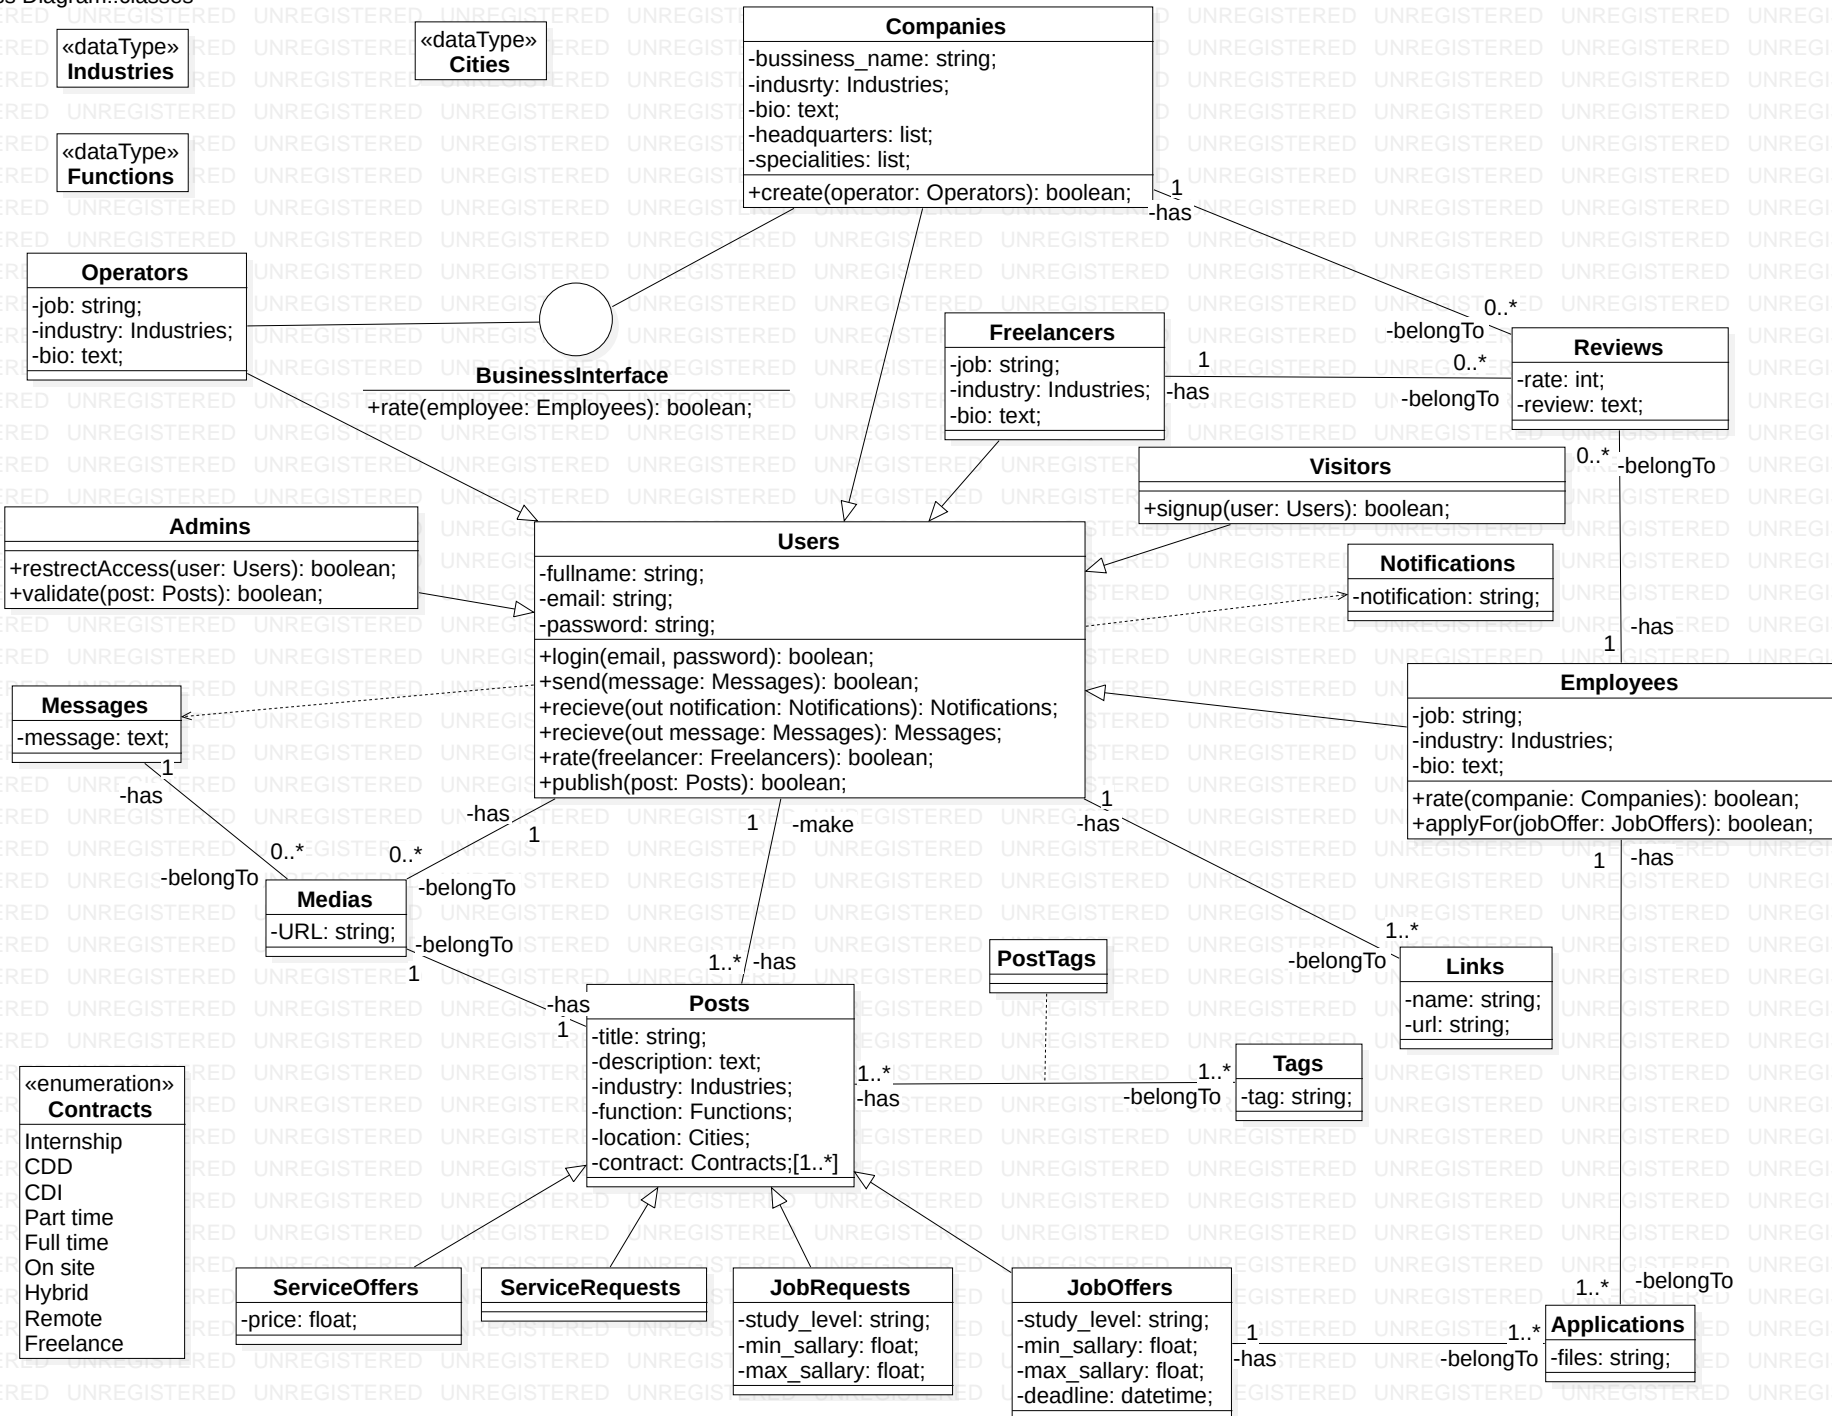 ss Diagram::classes
«dataType»
Industries
«dataType»
Cities
«dataType»
Functions
Companies
-bussiness_name: string;
-indusrty: Industries;
-bio: text;
-headquarters: list;
-specialities: list;
+create(operator: Operators): boolean;
1
-has
0..*
-belongTo
Operators
-job: string;
-industry: Industries;
-bio: text;
BusinessInterface
+rate(employee: Employees): boolean;
Freelancers
-job: string;
-industry: Industries;
-bio: text;
1
-has
0..*
-belongTo
Reviews
-rate: int;
-review: text;
0..*
-belongTo
-has
1
Visitors
+signup(user: Users): boolean;
Admins
+restrectAccess(user: Users): boolean;
+validate(post: Posts): boolean;
Users
-fullname: string;
-email: string;
-password: string;
+login(email, password): boolean;
+send(message: Messages): boolean;
+recieve(out notification: Notifications): Notifications;
+recieve(out message: Messages): Messages;
+rate(freelancer: Freelancers): boolean;
+publish(post: Posts): boolean;
Notifications
-notification: string;
Messages
-message: text;
1
-has
0..*
-belongTo
Employees
-job: string;
-industry: Industries;
-bio: text;
+rate(companie: Companies): boolean;
+applyFor(jobOffer: JobOffers): boolean;
-has
1
0..*
-belongTo
1
-make
1..*
-has
1
-has
1..*
-belongTo
1
-has
1..*
-belongTo
Medias
-URL: string;
-belongTo
1
-has
1
Posts
-title: string;
-description: text;
-industry: Industries;
-function: Functions;
-location: Cities;
-contract: Contracts;[1..*]
PostTags
1..*
-has
1..*
-belongTo
Links
-name: string;
-url: string;
Tags
-tag: string;
«enumeration»
Contracts
Internship
CDD
CDI
Part time
Full time
On site
Hybrid
Remote
Freelance
ServiceOffers
-price: float;
ServiceRequests
JobRequests
-study_level: string;
-min_sallary: float;
-max_sallary: float;
JobOffers
-study_level: string;
-min_sallary: float;
-max_sallary: float;
-deadline: datetime;
1
-has
1..*
-belongTo
Applications
-files: string;